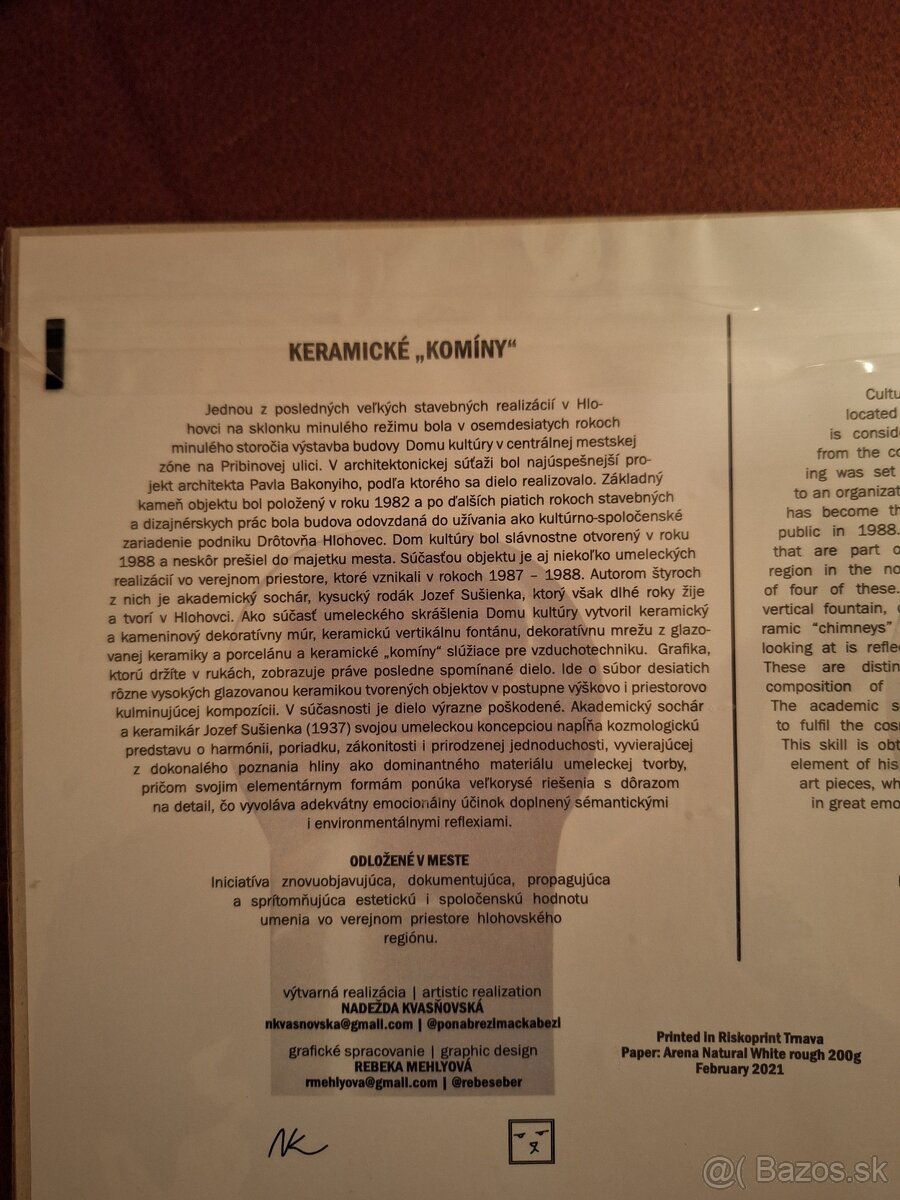 KERAMICKÉ „KOMÍNY“
Jednou z posledných veľkých stavebných realizácií v Hlo-
hovci na sklonku minulého režimu bola v osemdesiatych rokoch
minulého storočia výstavba budovy Domu kultúry v centrálnej mestskej
zóne na Pribinovej ulici. V architektonickej súťaži bol najúspešnejší pro-
jekt architekta Pavla Bakonyiho, podľa ktorého sa dielo realizovalo. Základný
kameň objektu bol položený v roku 1982 a po ďalších piatich rokoch stavebných
a dizajnérskych prác bola budova odovzdaná do užívania ako kultúrno-spoločenské
zariadenie podniku Drôtovňa Hlohovec. Dom kultúry bol slávnostne otvorený v roku
1988 a neskôr prešiel do majetku mesta. Súčasťou objektu je aj niekoľko umeleckých
realizácií vo verejnom priestore, ktoré vznikali v rokoch 1987 – 1988. Autorom štyroch
z nich je akademický sochár, kysucký rodák Jozef Sušienka, ktorý však dlhé roky žije
a tvorí v Hlohovci. Ako súčasť umeleckého skrášlenia Domu kultúry vytvoril keramický
a kameninový dekoratívny múr, keramickú vertikálnu fontánu, dekoratívnu mrežu z glazo-
vanej keramiky a porcelánu a keramické „komíny“ slúžiace pre vzduchotechniku. Grafika,
ktorú držíte v rukách, zobrazuje práve posledne spomínané dielo. Ide o súbor desiatich
rôzne vysokých glazovanou keramikou tvorených objektov v postupne výškovo i priestorovo
kulminujúcej kompozícii. V súčasnosti je dielo výrazne poškodené. Akademický sochár
a keramikár Jozef Sušienka (1937) svojou umeleckou koncepciou napĺňa kozmologickú
predstavu o harmónii, poriadku, zákonitosti i prirodzenej jednoduchosti, vyvierajúcej
z dokonalého poznania hliny ako dominantného materiálu umeleckej tvorby,
pričom svojim elementárnym formám ponúka veľkorysé riešenia s dôrazom
na detail, čo vyvoláva adekvátny emocionálny účinok doplnený sémantickými
i environmentálnymi reflexiami.
ODLOŽENÉ V MESTE
Iniciatíva znovuobjavujúca, dokumentujúca, propagujúca
a sprítomňujúca estetickú i spoločenskú hodnotu
umenia vo verejnom priestore hlohovského
regiónu.
výtvarná realizácia | artistic realization
NADEŽDA KVASŇOVSKÁ
nkvasnovska@gmail.com | @ponabrezimackabezi
grafické spracovanie | graphic design
REBEKA MEHLYOVÁ
rmehlyova@gmail.com | @rebeseber
NK
Cultu
located
is consid
from the co
ing was set
to an organizat
has become th
public in 1988.
that are part o
region in the no
of four of these.
vertical fountain,
ramic “chimneys”
looking at is refle
These are distin
composition of
The academic s
to fulfil the cos
This skill is obt
element of his
art pieces, wh
in great emo
Printed in Riskoprint Trnava
Paper: Arena Natural White rough 200g
February 2021
@( Bazos.sk